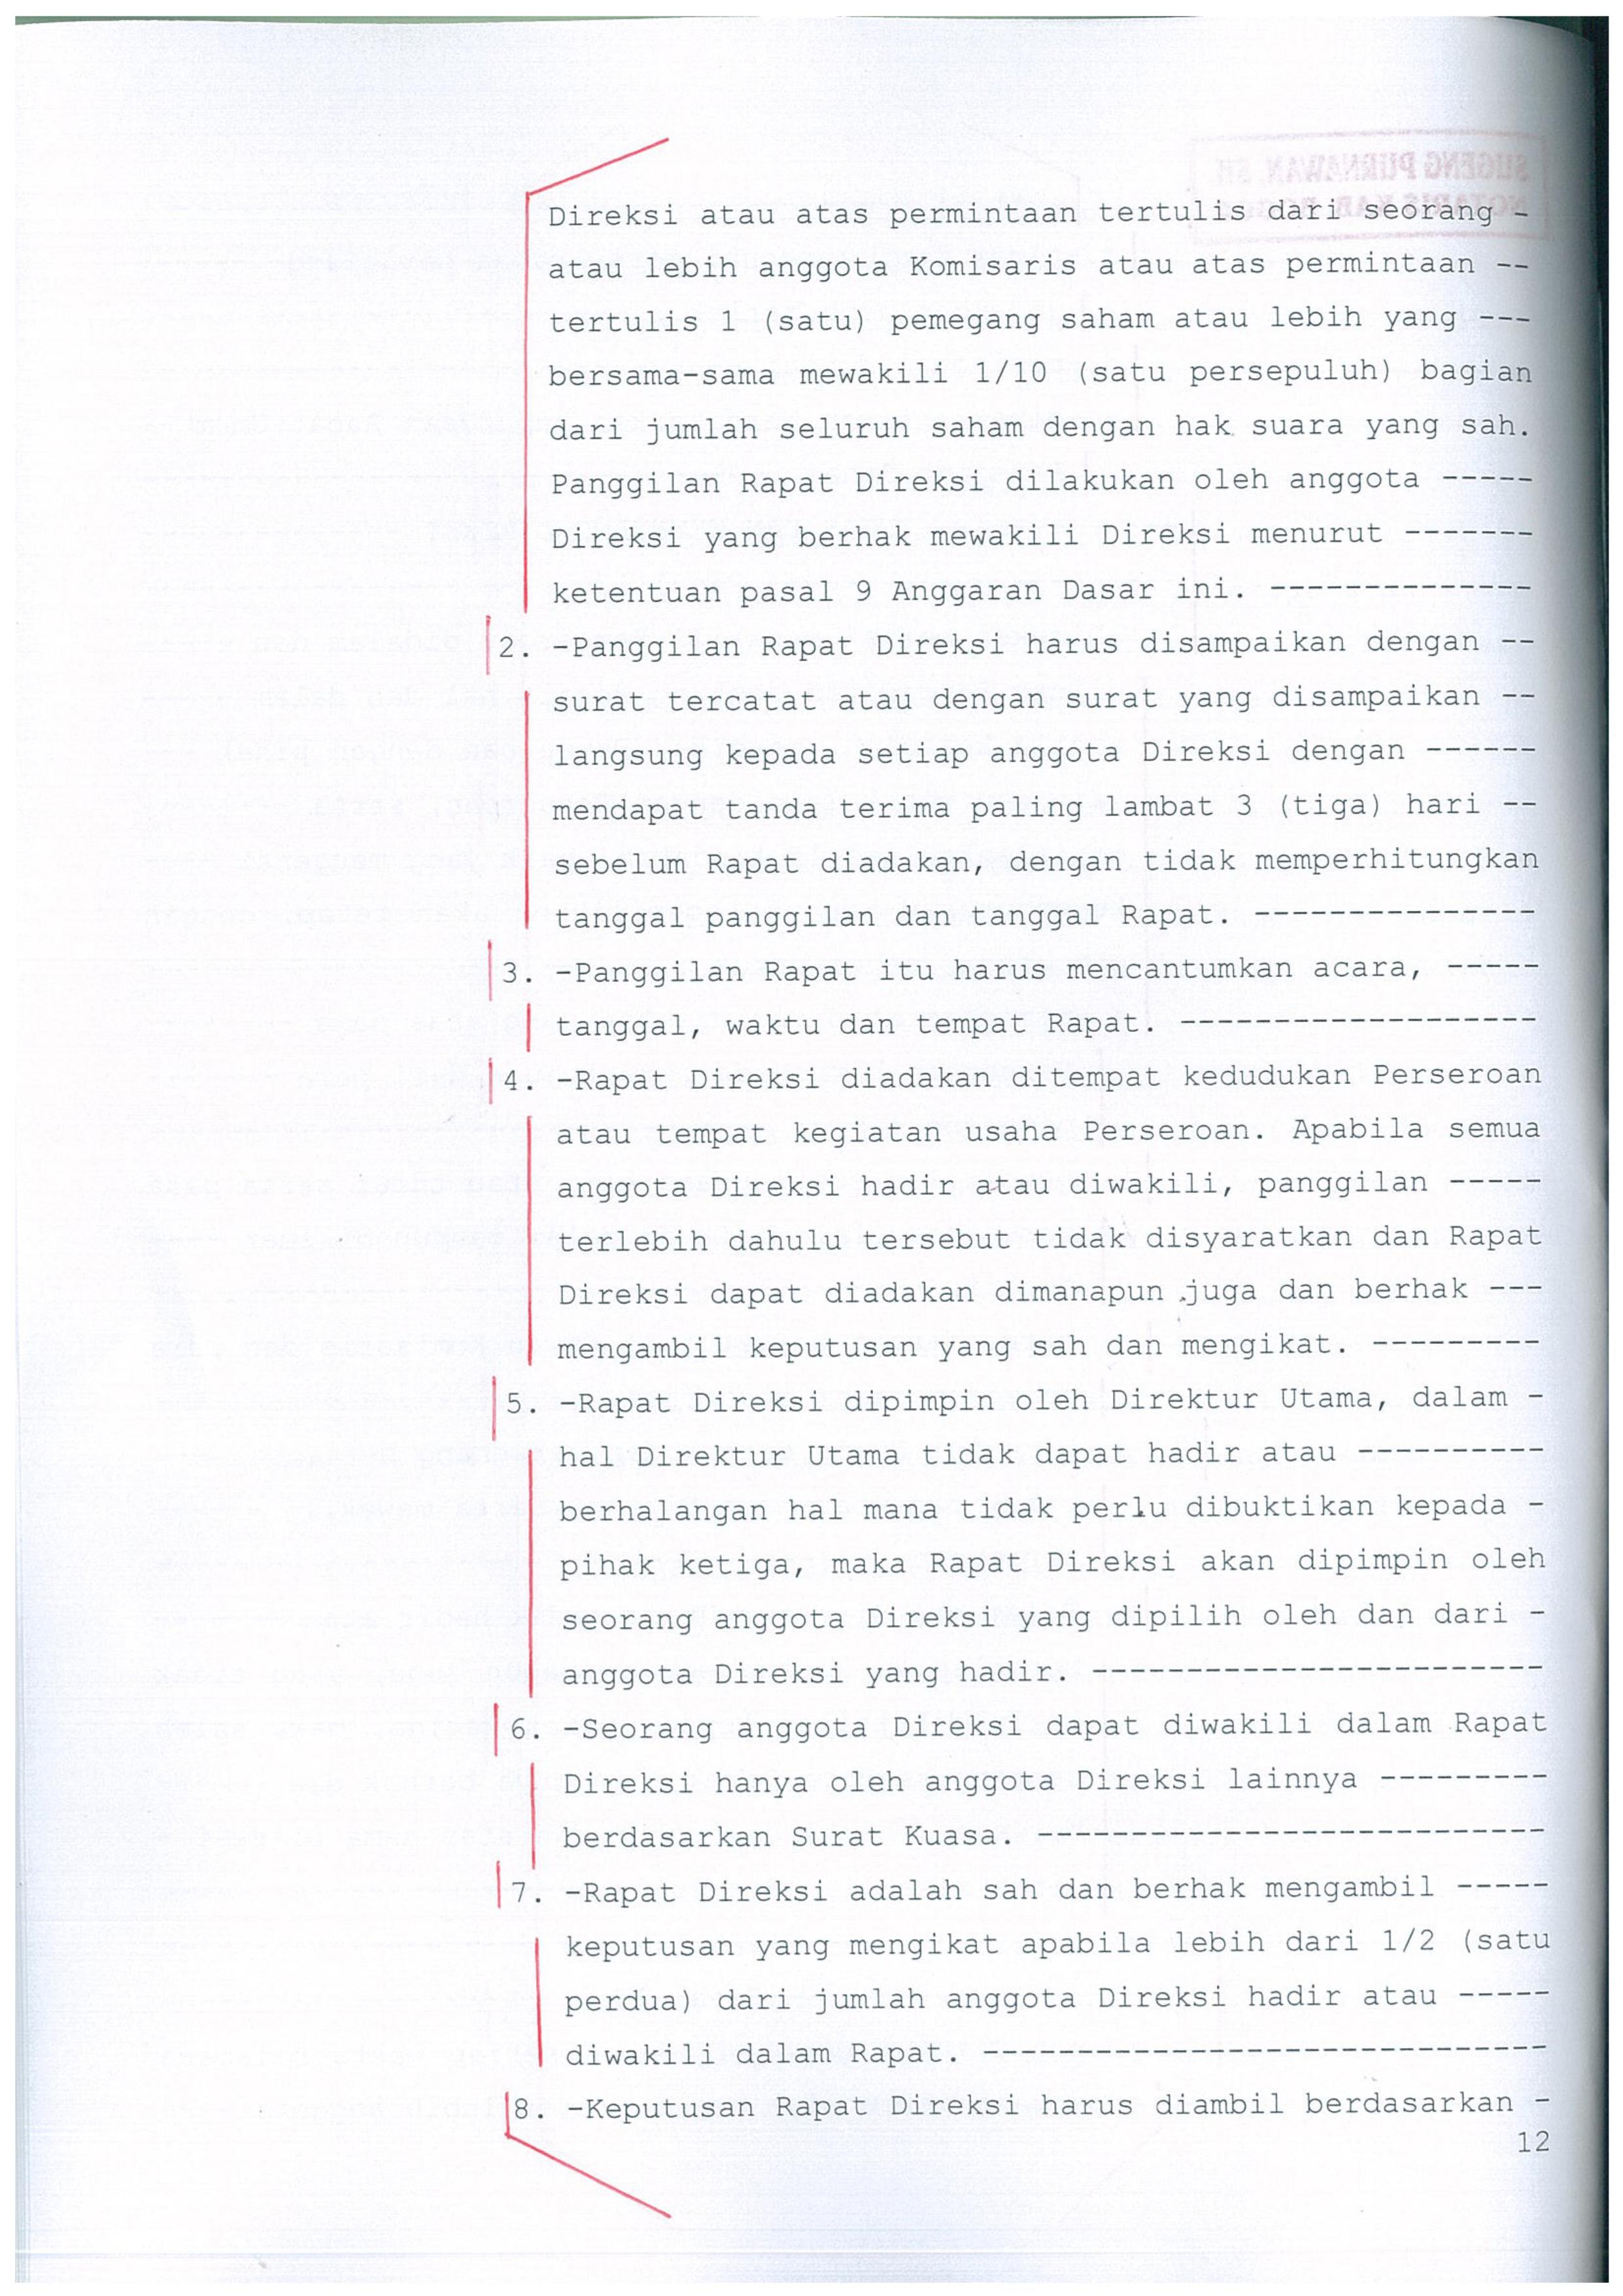 Direksi atau atas permintaan tertulis dari seorang -
atau lebih anggota Komisaris atau atas permintaan --
tertulis 1 (satu) pemegang saham atau lebih yang ---
bersama-sama mewakili 1/10 (satu persepuluh) bagian
dari jumlah seluruh saham dengan hak suara yang sah.
Panggilan Rapat Direksi dilakukan oleh anggota -----
Direksi yang berhak mewakili Direksi menurut -------
ketentuan pasal 9 Anggaran Dasar ini. --------------
2. -Panggilan Rapat Direksi harus disampaikan dengan --
surat tercatat atau dengan surat yang disampaikan --
langsung kepada setiap anggota Direksi dengan ------
mendapat tanda terima paling lambat 3 (tiga) hari --
sebelum Rapat diadakan, dengan tidak memperhitungkan
tanggal panggilan dan tanggal Rapat. ---------------
3. -Panggilan Rapat itu harus mencantumkan acara, -----
tanggal, waktu dan tempat Rapat. -------------------
4. -Rapat Direksi diadakan ditempat kedudukan Perseroan
atau tempat kegiatan usaha Perseroan. Apabila semua
anggota Direksi hadir atau diwakili, panggilan -----
terlebih dahulu tersebut tidak disyaratkan dan Rapat
Direksi dapat diadakan dimanapun juga dan berhak ---
mengambil keputusan yang sah dan mengikat. ---------
5. -Rapat Direksi dipimpin oleh Direktur Utama, dalam -
hal Direktur Utama tidak dapat hadir atau ----------
berhalangan hal mana tidak perlu dibuktikan kepada -
pihak ketiga, maka Rapat Direksi akan dipimpin oleh
seorang anggota Direksi yang dipilih oleh dan dari -
anggota Direksi yang hadir. ------------------------
6. -Seorang anggota Direksi dapat diwakili dalam Rapat
Direksi hanya oleh anggota Direksi lainnya ---------
berdasarkan Surat Kuasa. ---------------------------
7. -Rapat Direksi adalah sah dan berhak mengambil -----
keputusan yang mengikat apabila lebih dari 1/2 (satu
perdua) dari jumlah anggota Direksi hadir atau -----
diwakili dalam Rapat. ------------------------------
8. -Keputusan Rapat Direksi harus diambil berdasarkan -
12